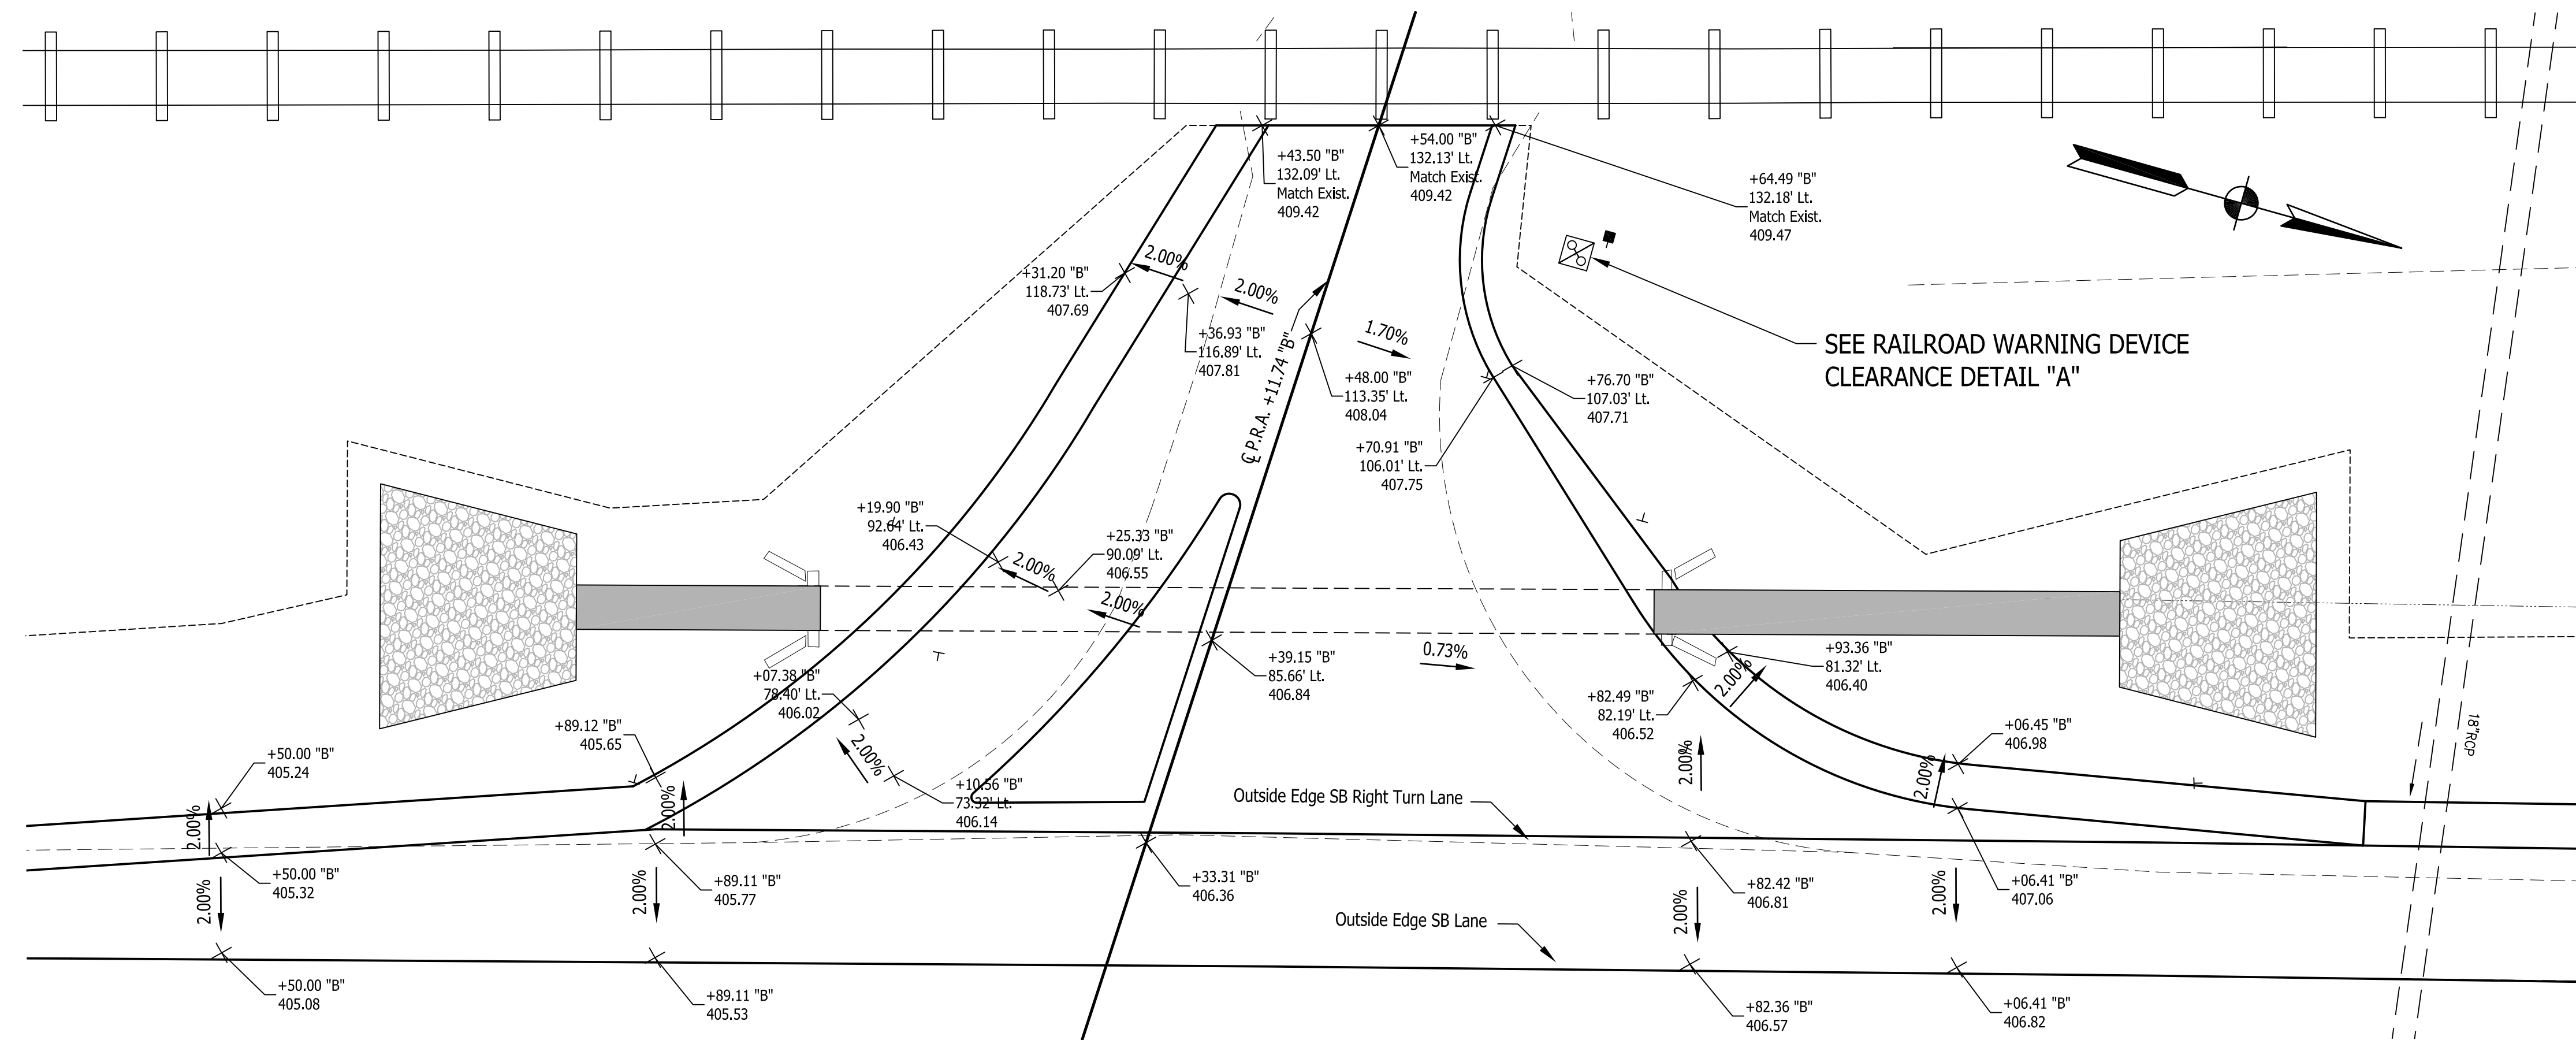 +43.50 "B"
132.09' Lt.
Match Exist.
409.42
+54.00 "B"
132.13' Lt.
Match Exist.
409.42
+64.49 "B"
132.18' Lt.
Match Exist.
409.47
+31.20 "B"
118.73' Lt.
407.69
2.00%
2.00%
+36.93 "B"
116.89' Lt.
407.81
℄ P.R.A. +11.74 "B"
1.70%
+48.00 "B"
113.35' Lt.
408.04
SEE RAILROAD WARNING DEVICE
CLEARANCE DETAIL "A"
+76.70 "B"
107.03' Lt.
407.71
+70.91 "B"
106.01' Lt.
407.75
+19.90 "B"
92.64' Lt.
406.43
2.00%
+25.33 "B"
90.09' Lt.
406.55
2.00%
+39.15 "B"
85.66' Lt.
406.84
0.73%
+07.38 "B"
78.40' Lt.
406.02
2.00%
+10.56 "B"
73.32' Lt.
406.14
+82.49 "B"
82.19' Lt.
406.52
2.00%
+93.36 "B"
81.32' Lt.
406.40
2.00%
+06.45 "B"
406.98
2.00%
18"RCP
+50.00 "B"
405.24
+89.12 "B"
405.65
2.00%
2.00%
Outside Edge SB Right Turn Lane
+50.00 "B"
405.32
2.00%
+89.11 "B"
405.77
2.00%
+33.31 "B"
406.36
+82.42 "B"
406.81
2.00%
+06.41 "B"
407.06
2.00%
Outside Edge SB Lane
+50.00 "B"
405.08
+89.11 "B"
405.53
+82.36 "B"
406.57
+06.41 "B"
406.82